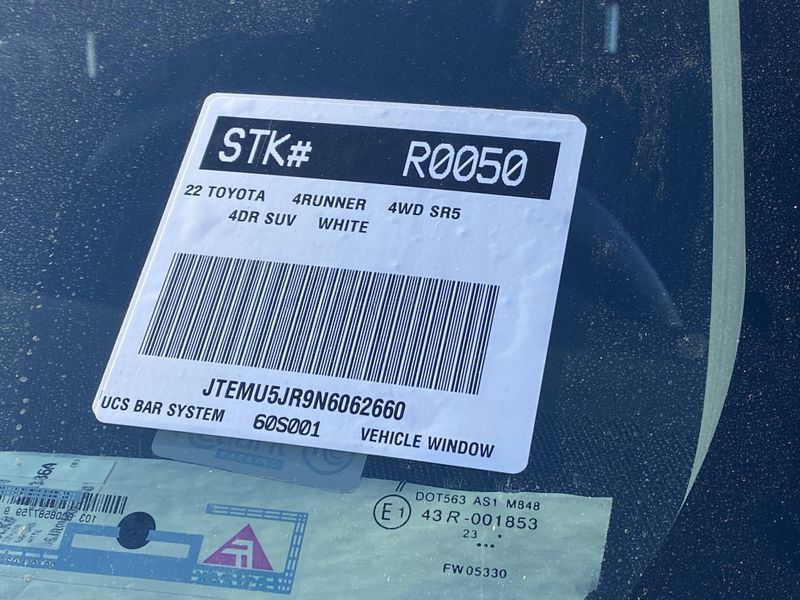 STK# R0050
22 TOYOTA 4RUNNER 4WD SR5
4DR SUV WHITE
JTEMU5JR9N6062660
UCS BAR SYSTEM 60S001 VEHICLE WINDOW
PARKING
DOT563 AS1 M848
E1 43R-001853
23
...
FW05330